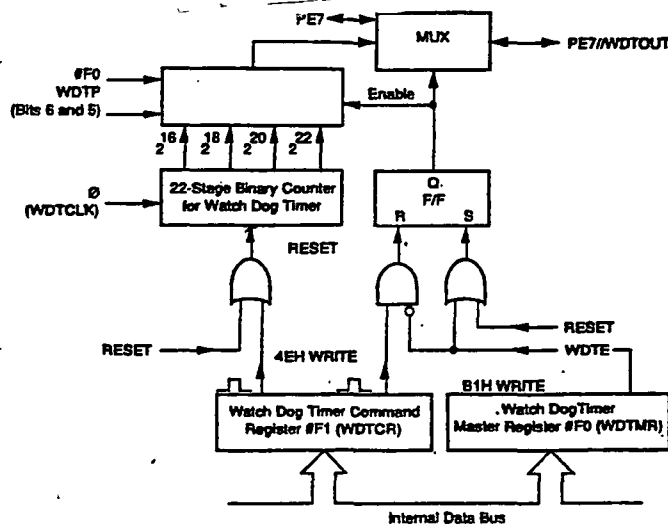 PE7
MUX
PE7//WDTOUT
#F0
WDTP
(Bits 6 and 5)
Enable
2^16 2^18 2^20 2^22
Ø
(WDTCLK)
22-Stage Binary Counter
for Watch Dog Timer
Q
F/F
R S
RESET
RESET
RESET
WDTE
4EH WRITE
B1H WRITE
Watch Dog Timer Command
Register #F1 (WDTCR)
Watch DogTimer
Master Register #F0 (WDTMR)
Internal Data Bus